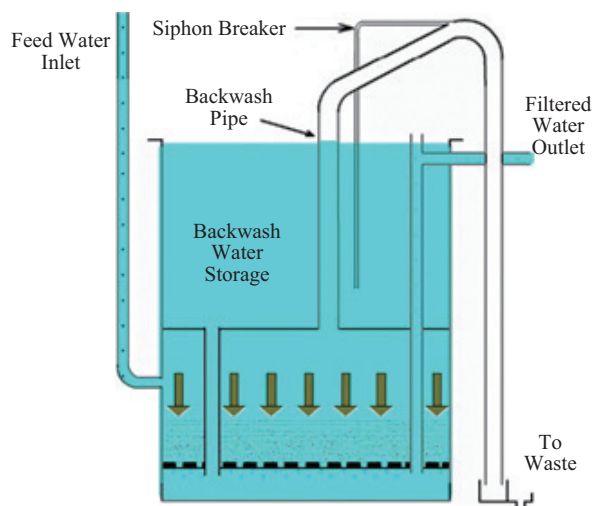 Feed Water
Inlet
Siphon Breaker
Backwash
Pipe
Filtered
Water
Outlet
Backwash
Water
Storage
To
Waste